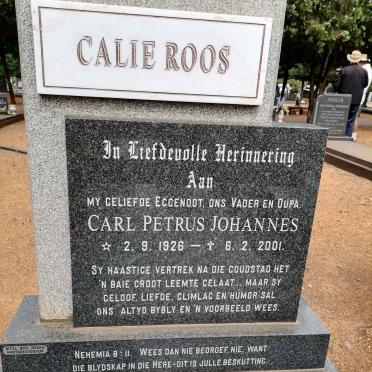 CALIE ROOS
In Liefdevolle Herinnering
Aan
MY GELIEFDE EGGENOOT, ONS VADER EN OUPA
CARL PETRUS JOHANNES
☆ 2. 9. 1926 – ✝ 6. 2. 2001.
SY HAASTIGE VERTREK NA DIE GOUDSTAD HET
'N BAIE GROOT LEEMTE GELAAT... MAAR SY
GELOOF, LIEFDE, GLIMLAG EN HUMOR SAL
ONS ALTYD BYBLY EN 'N VOORBEELD WEES.
NEHEMIA 8 : 11. WEES DAN NIE BEDROEF NIE, WANT
DIE BLYDSKAP IN DIE HERE-DIT IS JULLE BESKUTTING.